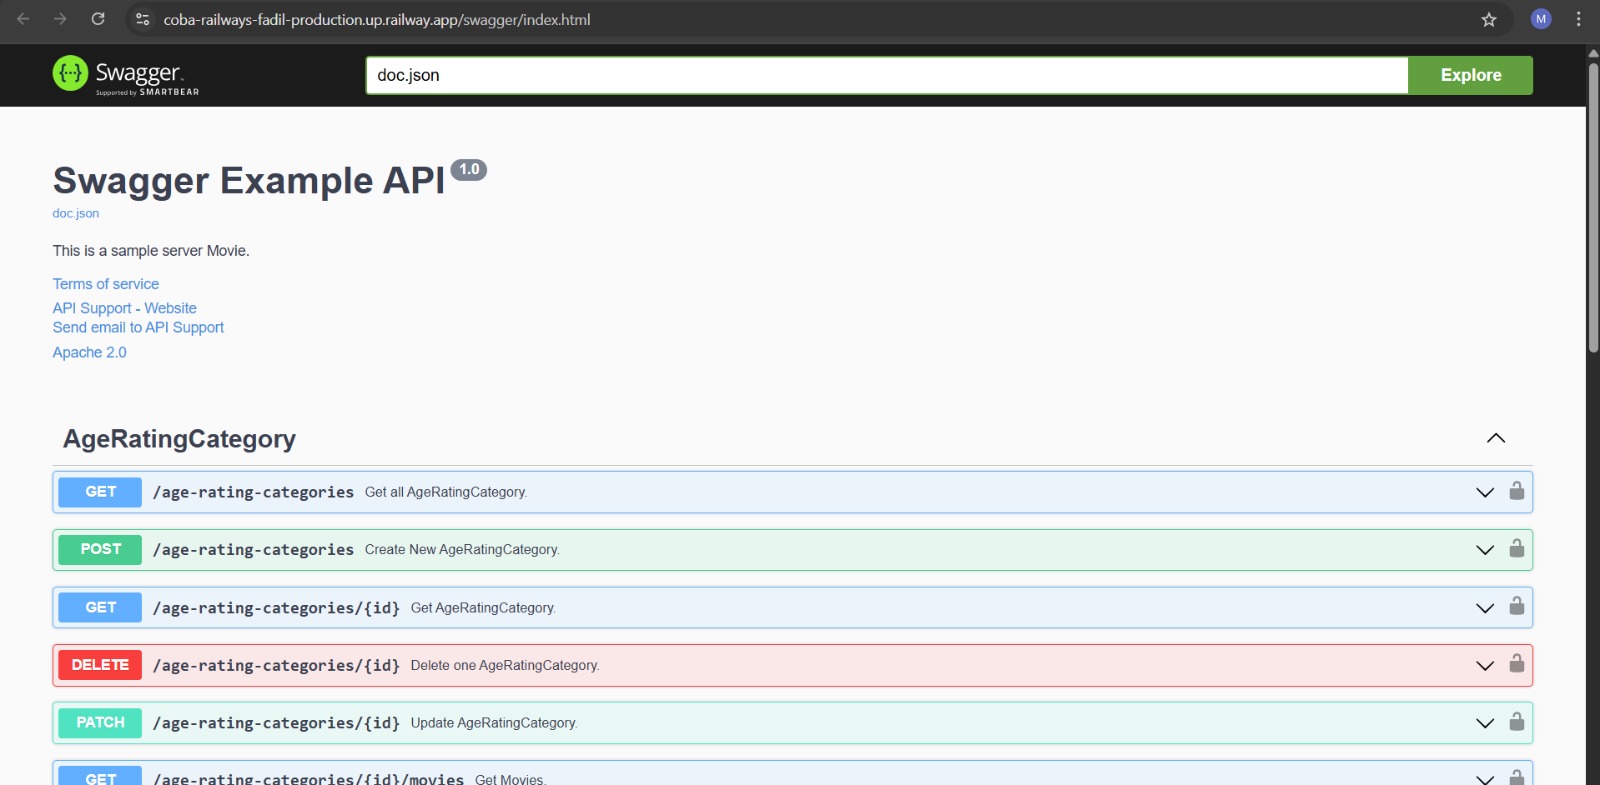 coba-railways-fadil-production.up.railway.app/swagger/index.html
M
{···} Swagger.
Supported by SMARTBEAR
doc.json
Explore
Swagger Example API 1.0
doc.json
This is a sample server Movie.
Terms of service
API Support - Website
Send email to API Support
Apache 2.0
AgeRatingCategory
GET /age-rating-categories Get all AgeRatingCategory.
POST /age-rating-categories Create New AgeRatingCategory.
GET /age-rating-categories/{id} Get AgeRatingCategory.
DELETE /age-rating-categories/{id} Delete one AgeRatingCategory.
PATCH /age-rating-categories/{id} Update AgeRatingCategory.
GET /age-rating-categories/{id}/movies Get Movies.